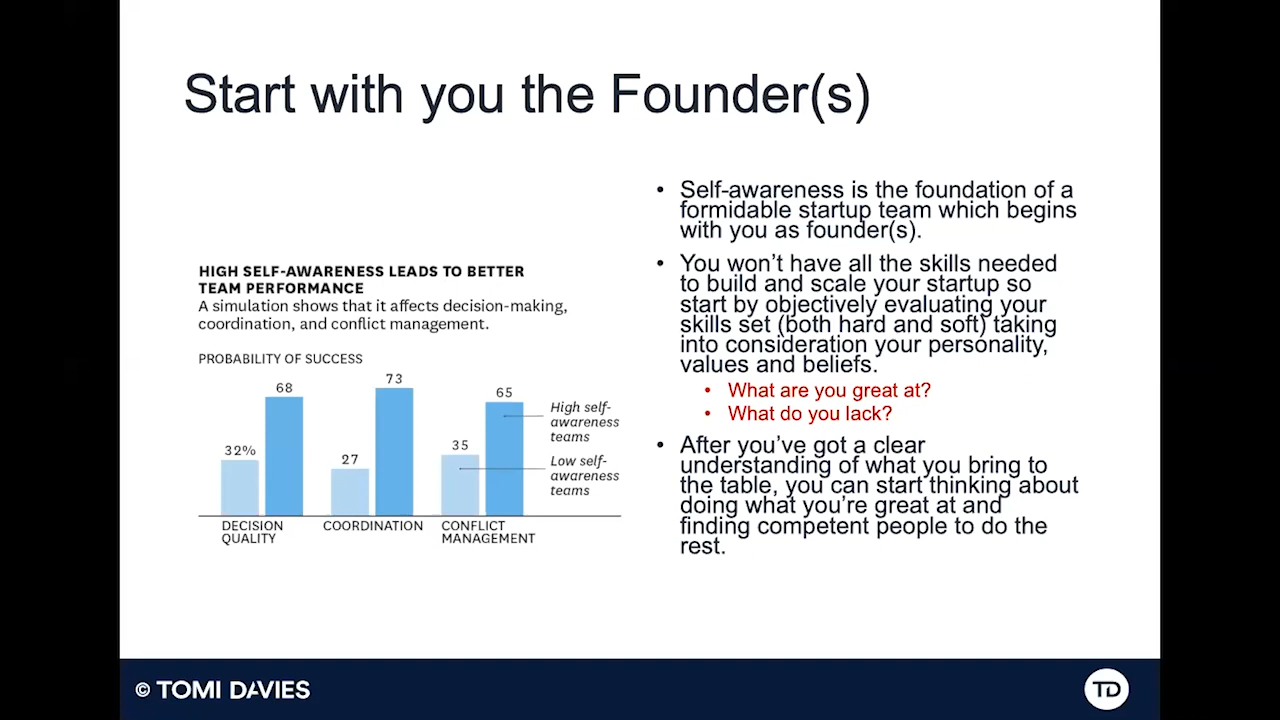 Start with you the Founder(s)
HIGH SELF-AWARENESS LEADS TO BETTER
TEAM PERFORMANCE
A simulation shows that it affects decision-making,
coordination, and conflict management.
PROBABILITY OF SUCCESS
32%
68
27
73
35
65
High self-
awareness
teams
Low self-
awareness
teams
DECISION
QUALITY
COORDINATION
CONFLICT
MANAGEMENT
• Self-awareness is the foundation of a
formidable startup team which begins
with you as founder(s).
• You won’t have all the skills needed
to build and scale your startup so
start by objectively evaluating your
skills set (both hard and soft) taking
into consideration your personality,
values and beliefs.
• What are you great at?
• What do you lack?
• After you’ve got a clear
understanding of what you bring to
the table, you can start thinking about
doing what you’re great at and
finding competent people to do the
rest.
© TOMI DAVIES
TD